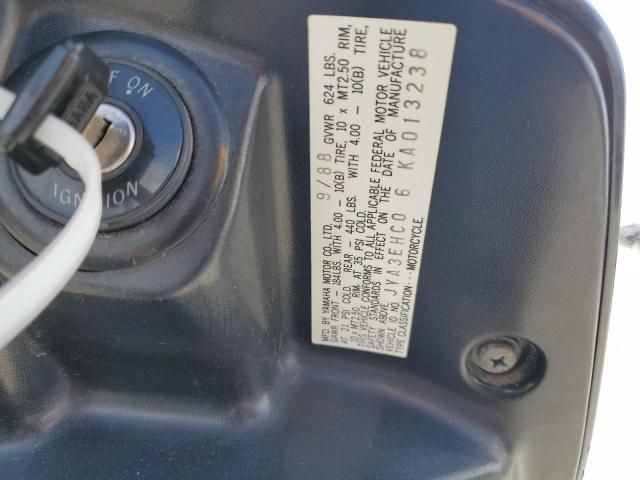 OFF ON
IGNITION
YAMAHA
MFD. BY YAMAHA MOTOR CO., LTD. 9/88 GVWR 624 LBS.
GAWR FRONT - 184LBS. WITH 4.00 - 10(B) TIRE, 10 x MT2.50 RIM,
AT 21 PSI COLD. REAR - 440 LBS. WITH 4.00 - 10(B) TIRE,
10 x MT2.50 RIM. AT 35 PSI COLD.
THIS VEHICLE CONFORMS TO ALL APPLICABLE FEDERAL MOTOR VEHICLE
SAFETY STANDARDS IN EFFECT ON THE DATE OF MANUFACTURE
SHOWN ABOVE.
VEHICLE ID NO. JYA3EHC0 6 KA013238
TYPE CLASSIFICATION···MOTORCYCLE.